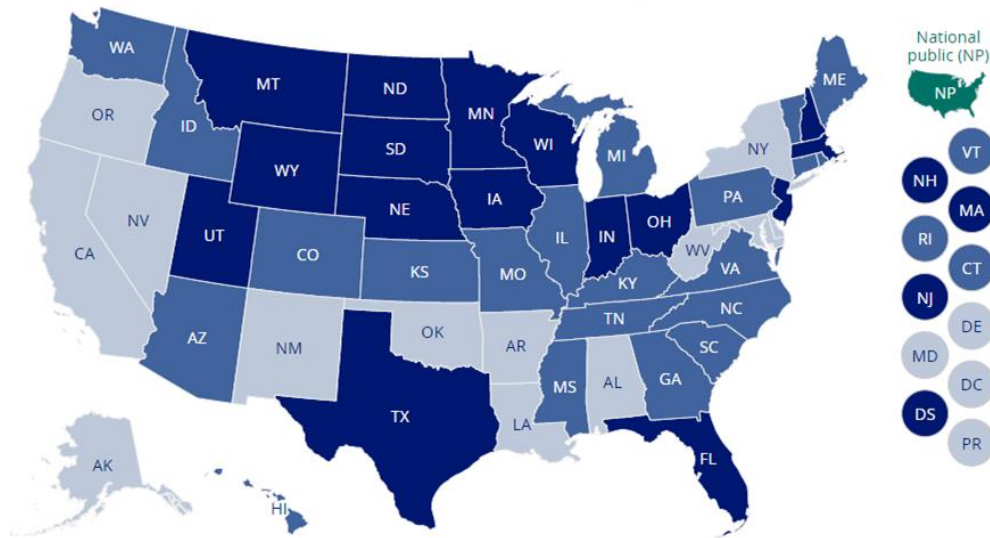 National
public (NP)
NP
WA
MT
ND
MN
ME
OR
ID
SD
WI
MI
NY
WY
IA
PA
NE
NV
UT
IL
IN
OH
WV
CO
KS
MO
KY
VA
CA
TN
NC
AZ
NM
OK
AR
SC
MS
AL
GA
TX
LA
FL
AK
HI
VT
NH
MA
RI
CT
NJ
DE
MD
DC
DS
PR